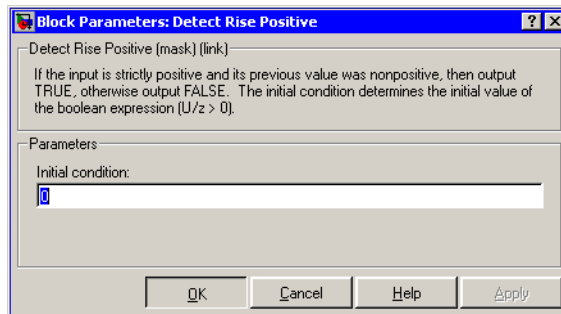 Block Parameters: Detect Rise Positive
Detect Rise Positive (mask) (link)
If the input is strictly positive and its previous value was nonpositive, then output
TRUE, otherwise output FALSE.  The initial condition determines the initial value of
the boolean expression (U/z > 0).
Parameters
Initial condition:
0
OK Cancel Help Apply